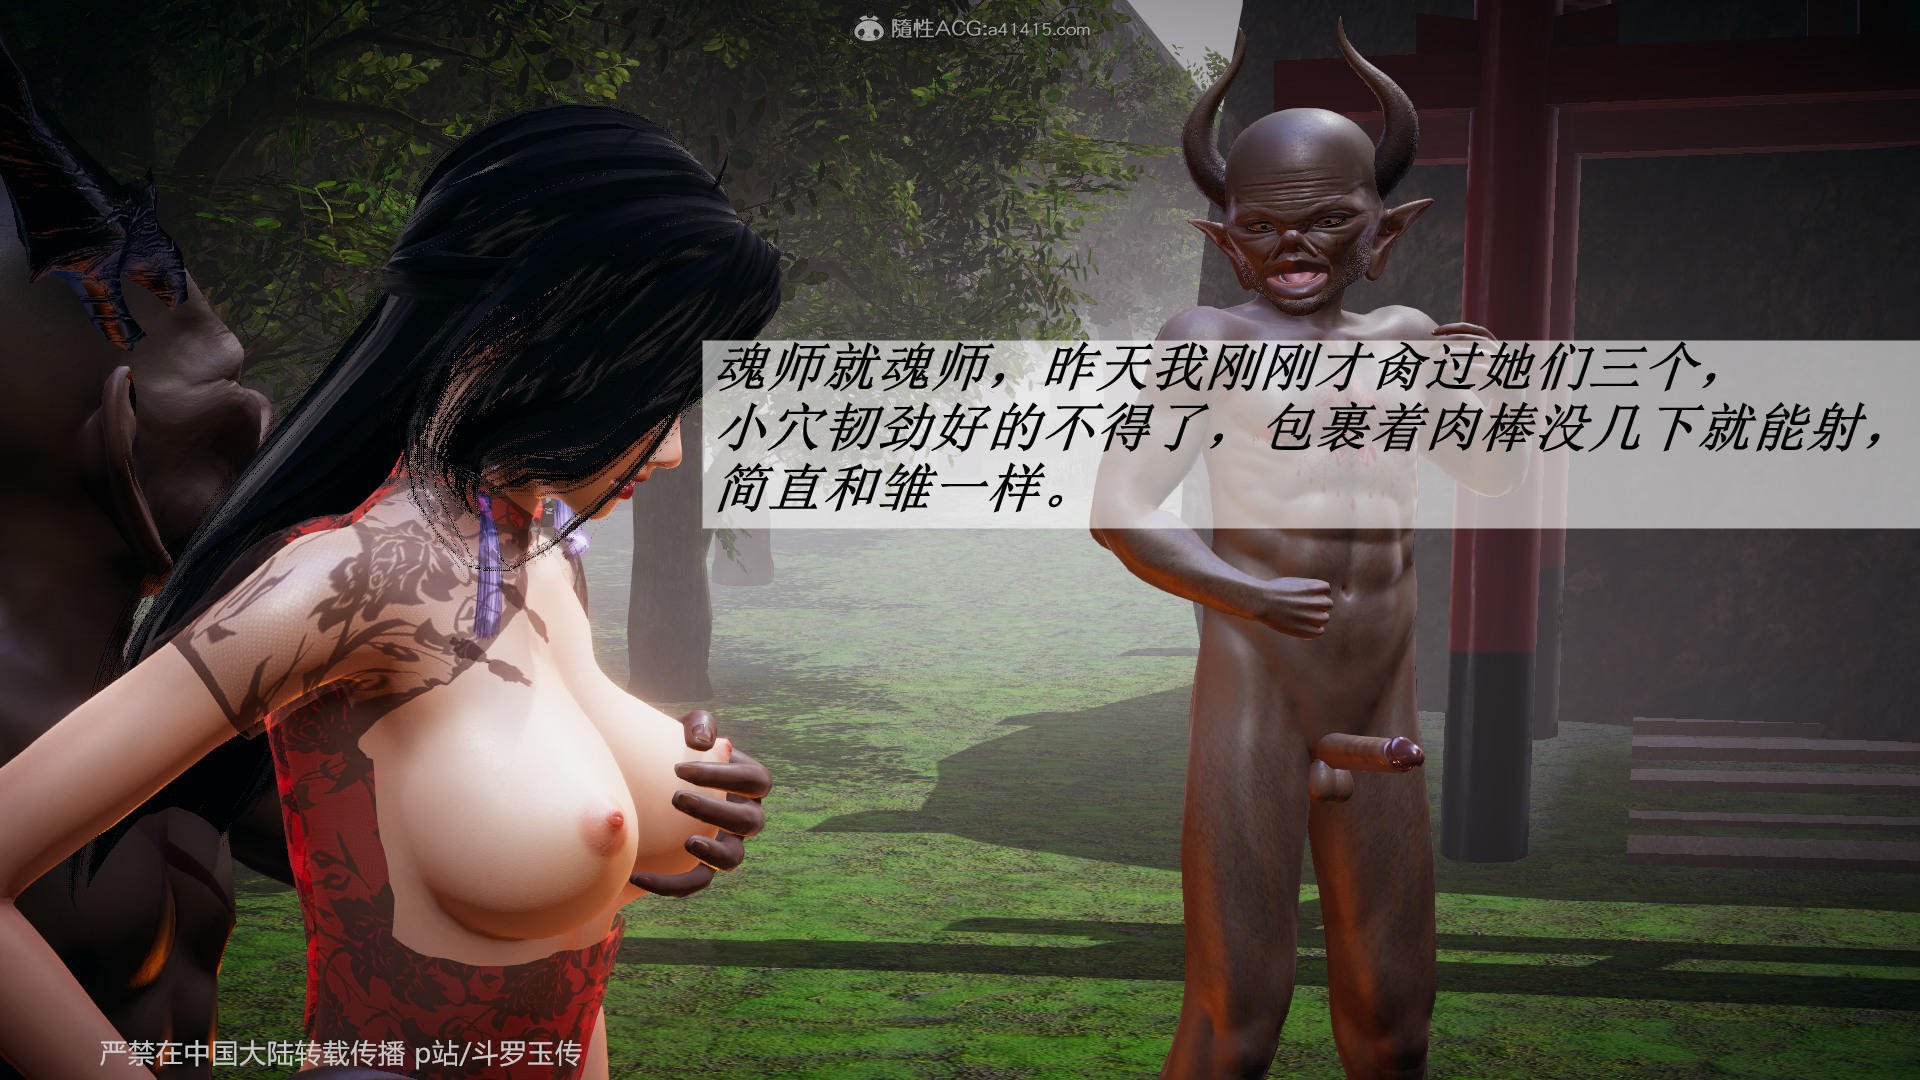 隨性ACG:a41415.com
魂师就魂师，昨天我刚刚才肏过她们三个，
小穴韧劲好的不得了，包裹着肉棒没几下就能射，
简直和雏一样。
严禁在中国大陆转载传播 p站/斗罗玉传